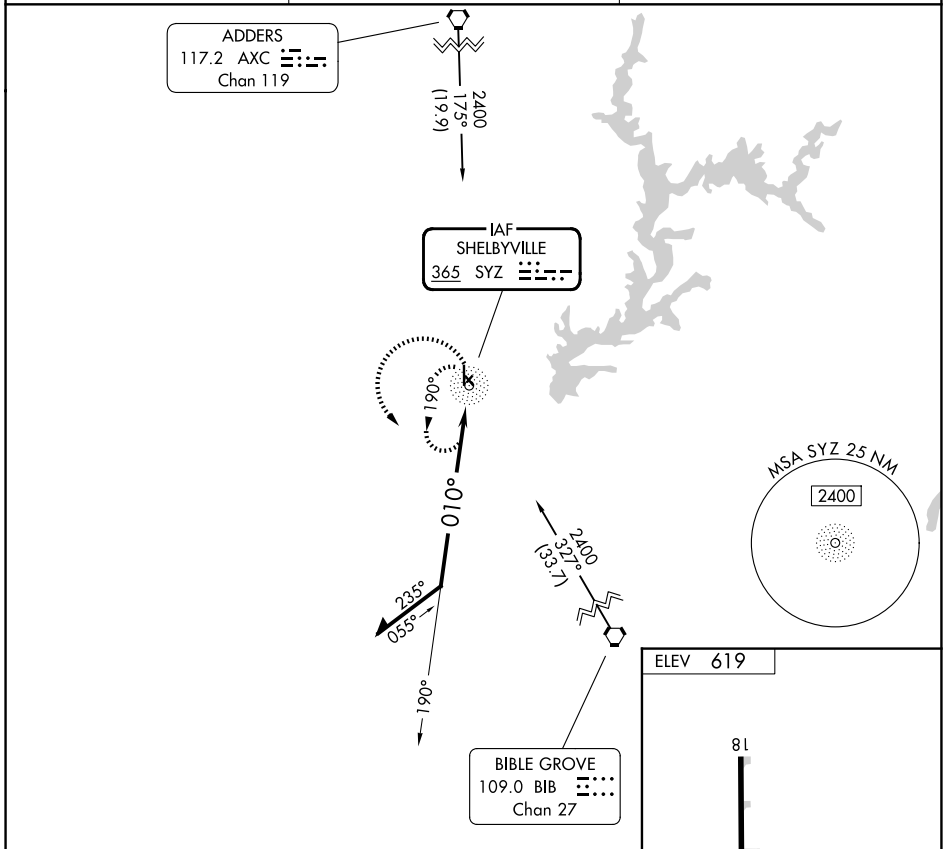 ADDERS
117.2 AXC
Chan 119
2400
175°
(19.9)
IAF
SHELBYVILLE
365 SYZ
190°
010°
MSA SYZ 25 NM
2400
2400
327°
(33.7)
235°
055°
190°
ELEV 619
18
BIBLE GROVE
109.0 BIB
Chan 27